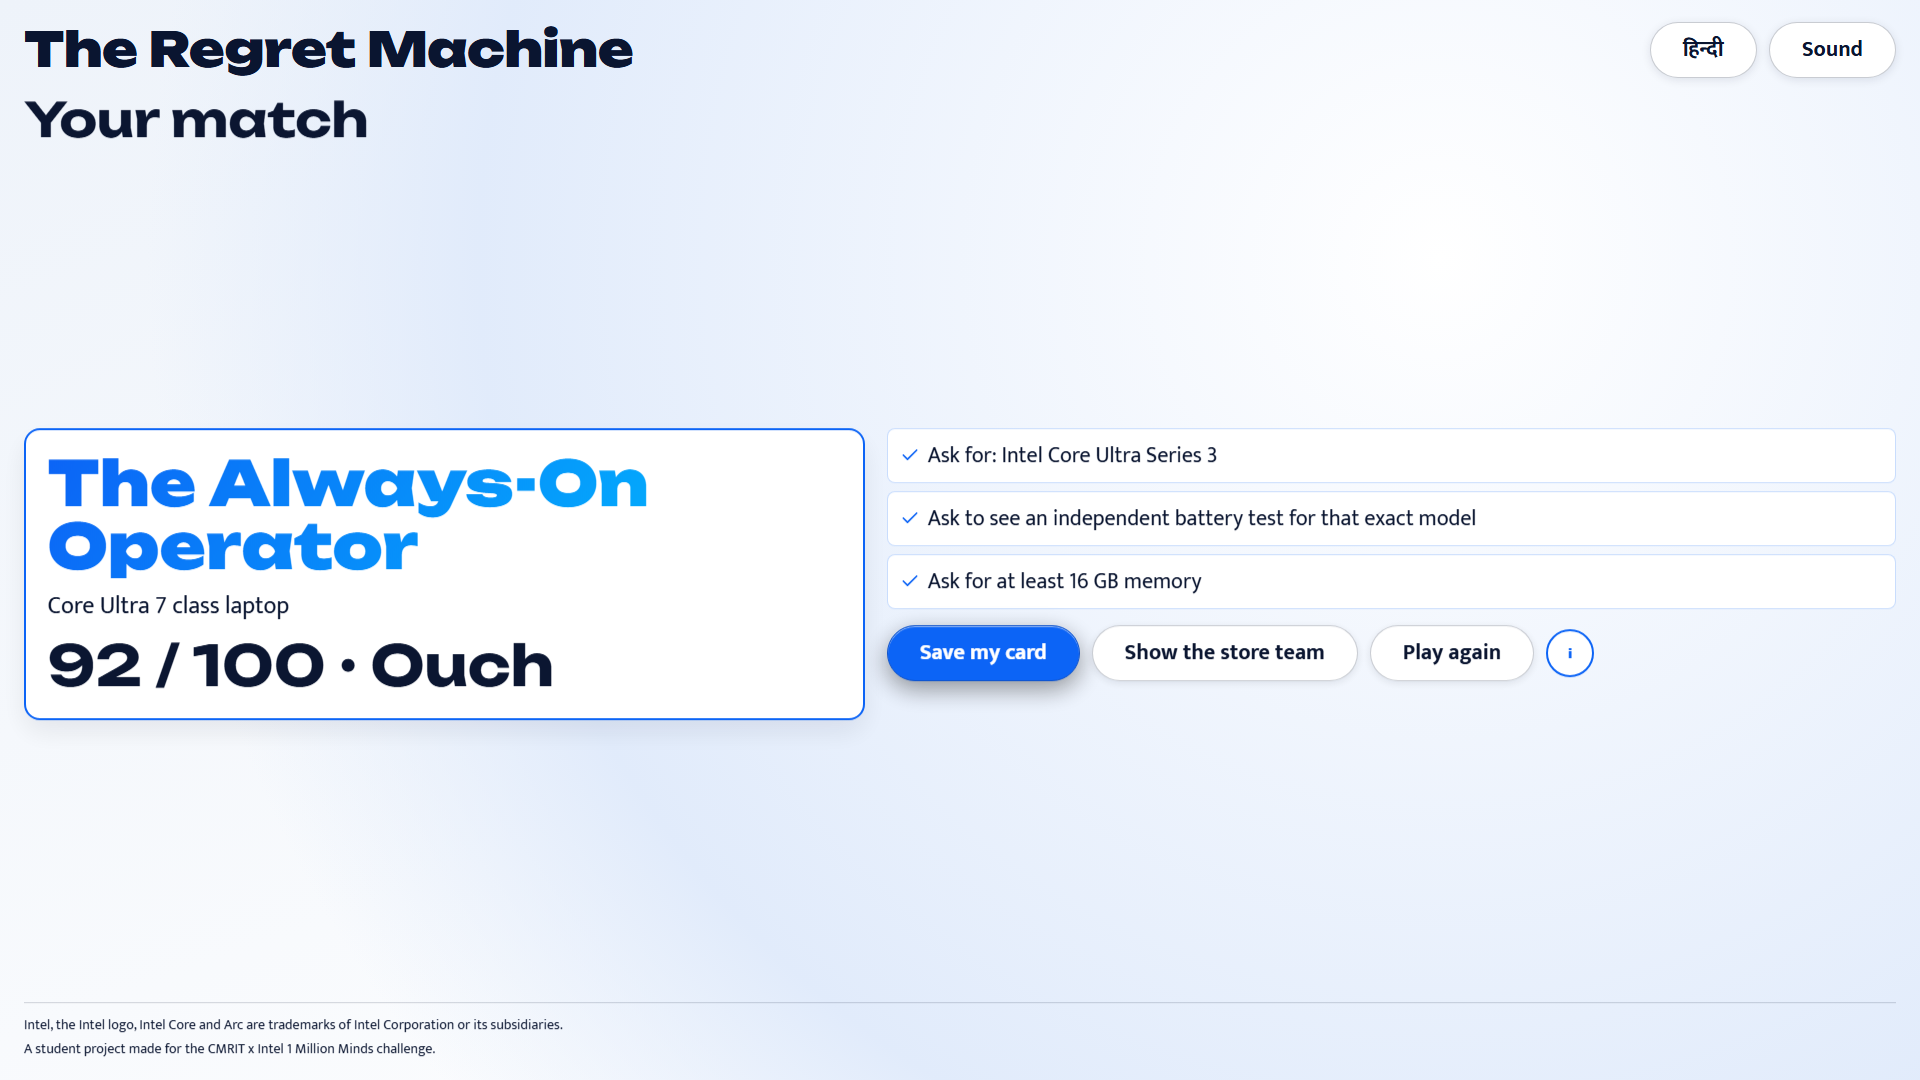 The Regret Machine
हिन्दी
Sound
Your match
The Always-On
Operator
Core Ultra 7 class laptop
92 / 100 · Ouch
Ask for: Intel Core Ultra Series 3
Ask to see an independent battery test for that exact model
Ask for at least 16 GB memory
Save my card
Show the store team
Play again
i
Intel, the Intel logo, Intel Core and Arc are trademarks of Intel Corporation or its subsidiaries.
A student project made for the CMRIT x Intel 1 Million Minds challenge.